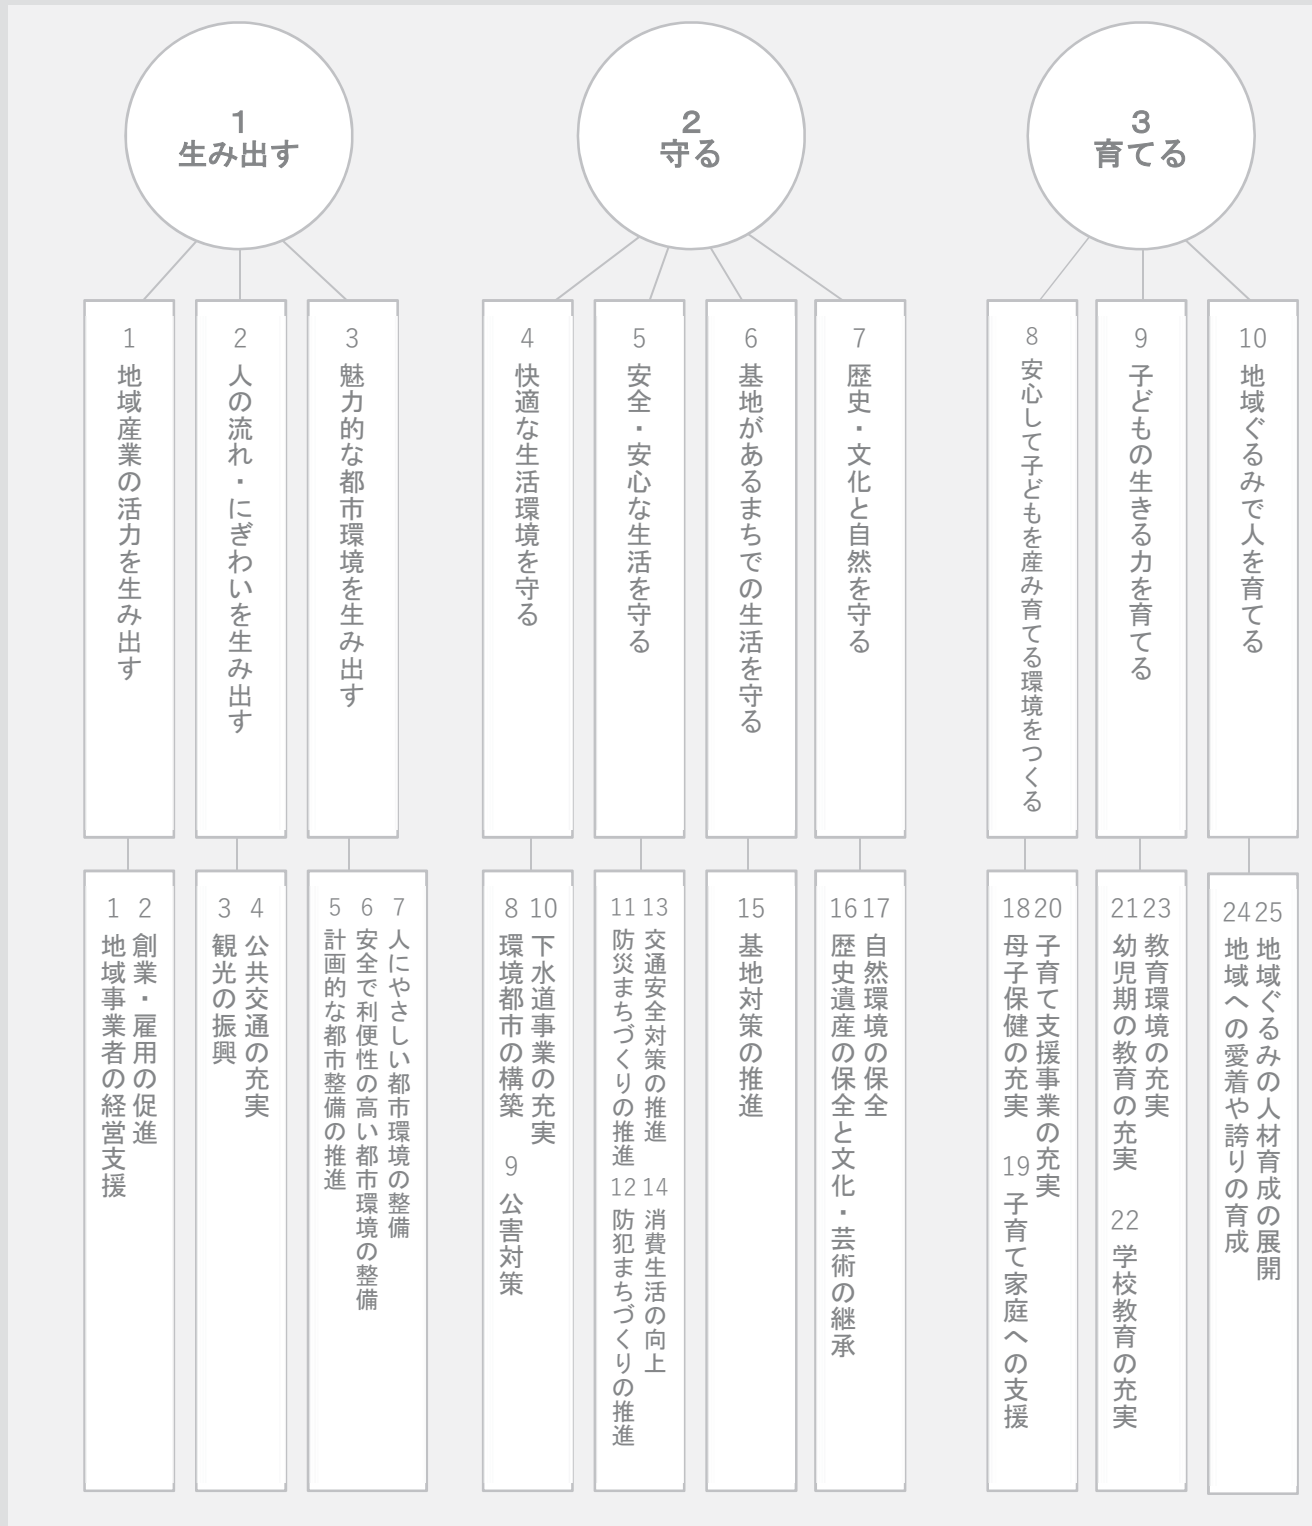 1
生み出す
2
守る
3
育てる
1 地域産業の活力を生み出す
2 人の流れ・にぎわいを生み出す
3 魅力的な都市環境を生み出す
4 快適な生活環境を守る
5 安全・安心な生活を守る
6 基地があるまちでの生活を守る
7 歴史・文化と自然を守る
8 安心して子どもを産み育てる環境をつくる
9 子どもの生きる力を育てる
10 地域ぐるみで人を育てる
1 地域事業者の経営支援
2 創業・雇用の促進
3 観光の振興
4 公共交通の充実
5 計画的な都市整備の推進
6 安全で利便性の高い都市環境の整備
7 人にやさしい都市環境の整備
8 環境都市の構築
9 公害対策
10 下水道事業の充実
11 防災まちづくりの推進
12 防犯まちづくりの推進
13 交通安全対策の推進
14 消費生活の向上
15 基地対策の推進
16 歴史遺産の保全と文化・芸術の継承
17 自然環境の保全
18 母子保健の充実
19 子育て家庭への支援
20 子育て支援事業の充実
21 幼児期の教育の充実
22 学校教育の充実
23 教育環境の充実
24 地域への愛着や誇りの育成
25 地域ぐるみの人材育成の展開